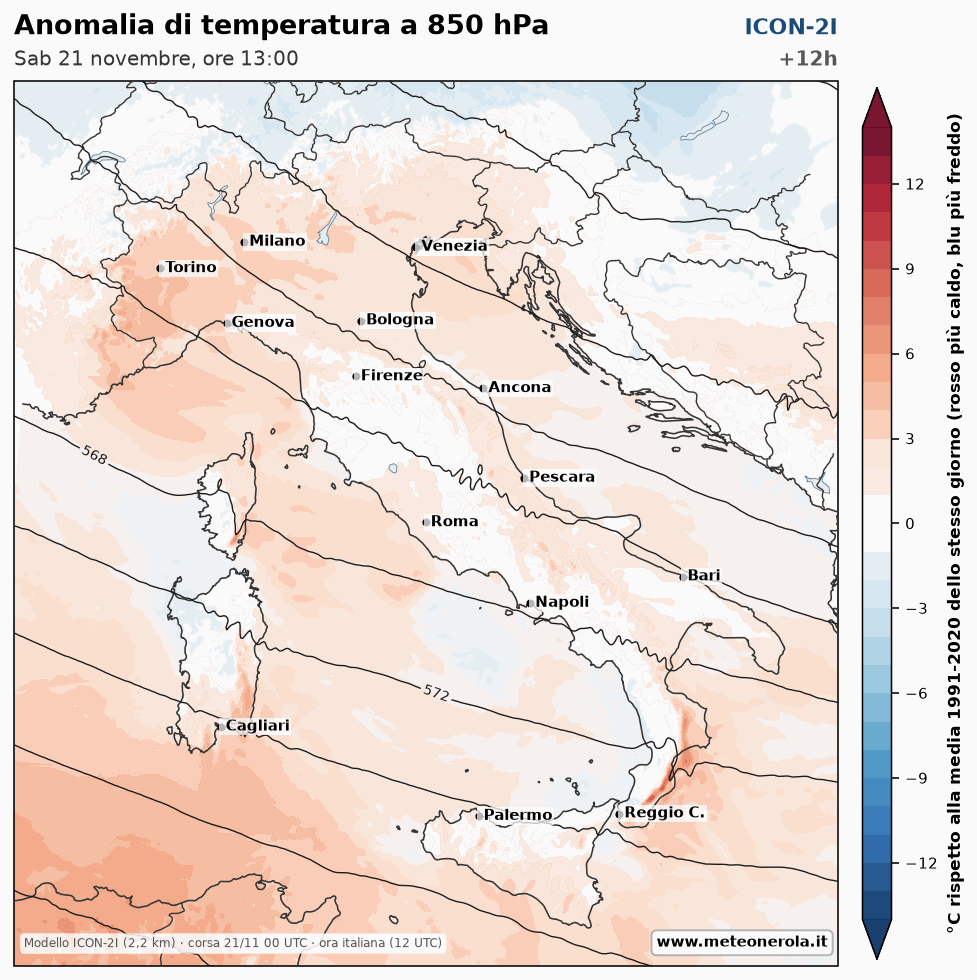 Anomalia di temperatura a 850 hPa
ICON-2I
Sab 21 novembre, ore 13:00
+12h
Milano
Venezia
Torino
Genova
Bologna
Firenze
Ancona
568
Pescara
Roma
Bari
Napoli
572
Cagliari
Palermo
Reggio C.
Modello ICON-2I (2,2 km) · corsa 21/11 00 UTC · ora italiana (12 UTC)
www.meteonerola.it
12
9
6
3
0
−3
−6
−9
−12
°C rispetto alla media 1991-2020 dello stesso giorno (rosso più caldo, blu più freddo)